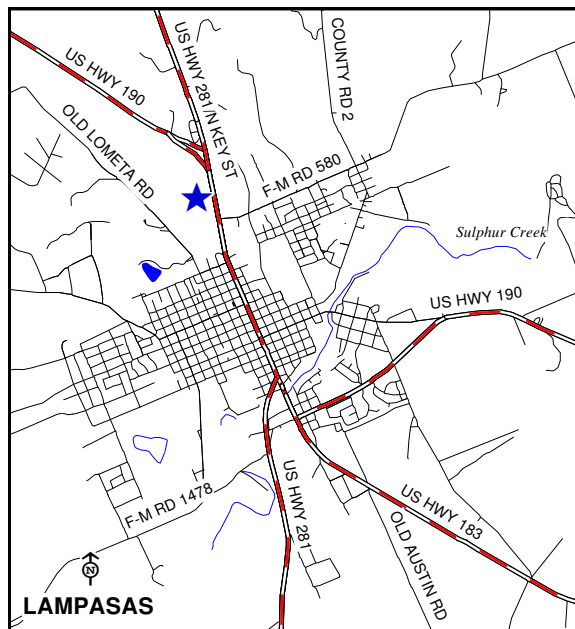 US HWY 190
US HWY 281/N KEY ST
COUNTY RD 2
OLD LOMETA RD
F-M RD 580
Sulphur Creek
US HWY 190
F-M RD 1478
US HWY 281
US HWY 183
OLD AUSTIN RD
N
LAMPASAS